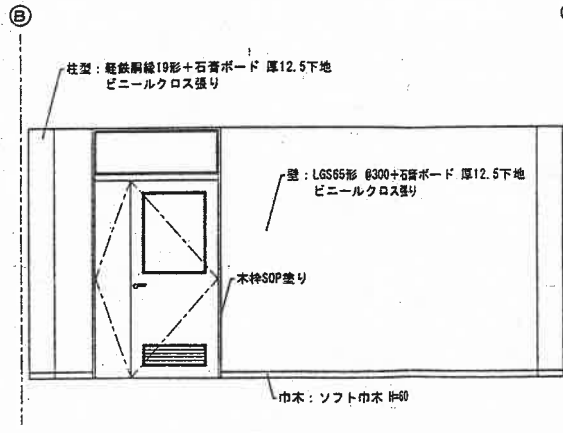 B
柱型：軽鉄胴縁19形＋石膏ボード 厚12.5下地
ビニールクロス張り
壁：LGS65形 @300+石膏ボード 厚12.5下地
ビニールクロス張り
木枠SOP塗り
巾木：ソフト巾木 H=60